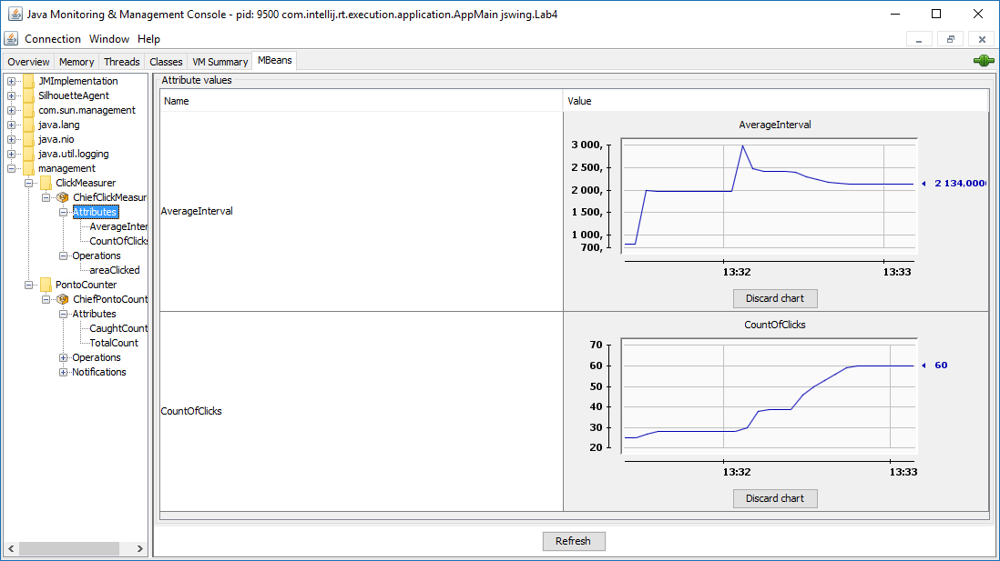 Java Monitoring & Management Console - pid: 9500 com.intellij.rt.execution.application.AppMain jswing.Lab4
Connection Window Help
Overview Memory Threads Classes VM Summary MBeans
JMImplementation
SilhouetteAgent
com.sun.management
java.lang
java.nio
java.util.logging
management
ClickMeasurer
ChiefClickMeasur
Attributes
AverageInter
CountOfClicks
Operations
areaClicked
PontoCounter
ChiefPontoCount
Attributes
CaughtCount
TotalCount
Operations
Notifications
Attribute values
Name Value
AverageInterval
AverageInterval
3 000,
2 500,
2 000,
1 500,
1 000,
700,
2 134,0000
13:32 13:33
Discard chart
CountOfClicks
CountOfClicks
70
60
50
40
30
20
60
13:32 13:33
Discard chart
Refresh